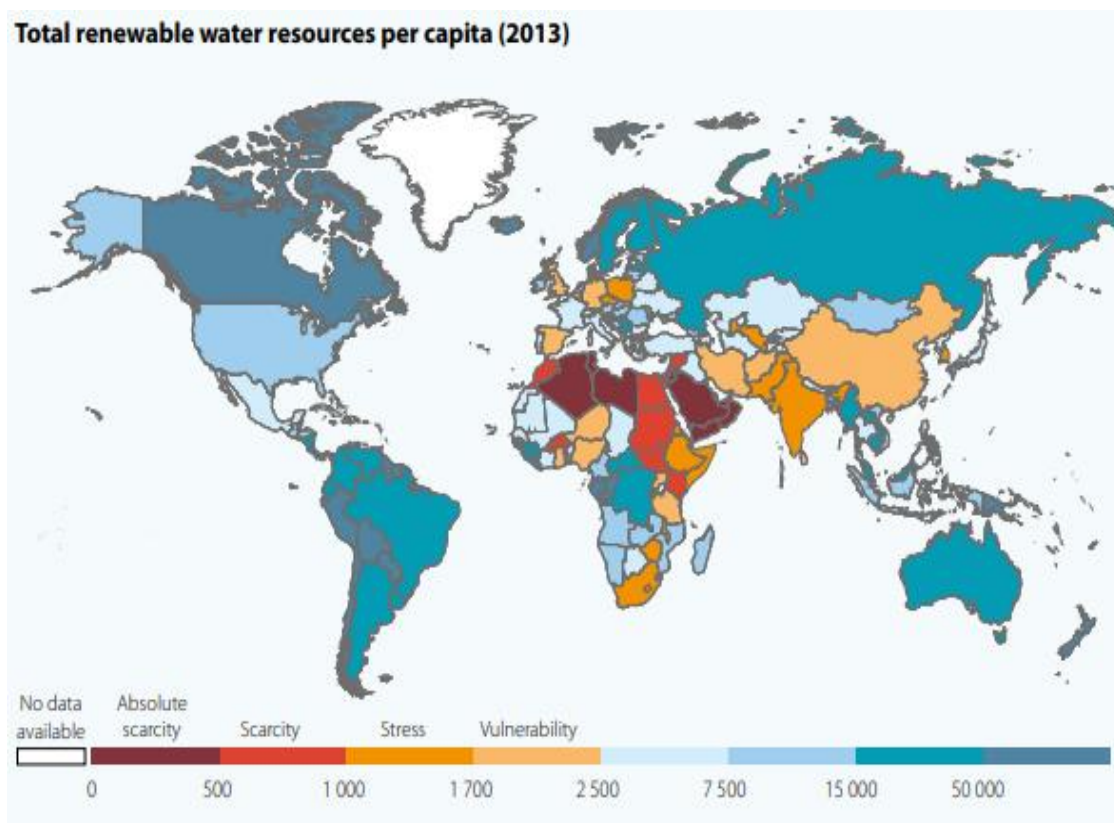 Total renewable water resources per capita (2013)
No data Absolute
available scarcity Scarcity Stress Vulnerability
0 500 1 000 1 700 2 500 7 500 15 000 50 000